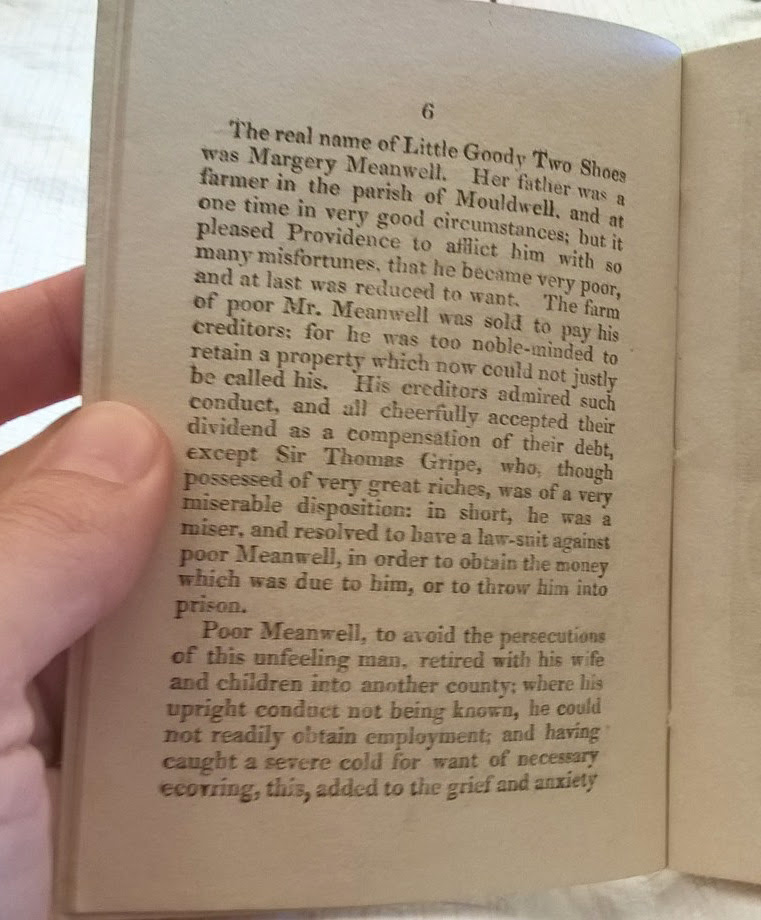 6
The real name of Little Goody Two Shoes
was Margery Meanwell. Her father was a
farmer in the parish of Mouldwell, and at
one time in very good circumstances; but it
pleased Providence to afflict him with so
many misfortunes, that he became very poor,
and at last was reduced to want. The farm
of poor Mr. Meanwell was sold to pay his
creditors; for he was too noble-minded to
retain a property which now could not justly
be called his. His creditors admired such
conduct, and all cheerfully accepted their
dividend as a compensation of their debt,
except Sir Thomas Gripe, who, though
possessed of very great riches, was of a very
miserable disposition: in short, he was a
miser, and resolved to have a law-suit against
poor Meanwell, in order to obtain the money
which was due to him, or to throw him into
prison.
Poor Meanwell, to avoid the persecutions
of this unfeeling man, retired with his wife
and children into another county; where his
upright conduct not being known, he could
not readily obtain employment; and having
caught a severe cold for want of necessary
ecovring, this, added to the grief and anxiety